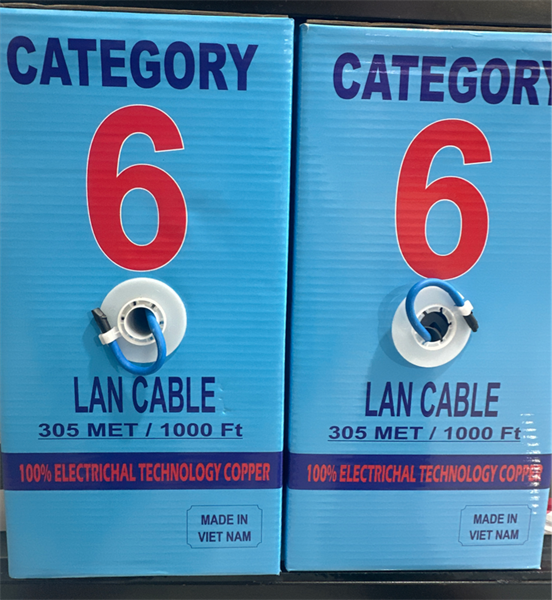 CATEGORY
6
LAN CABLE
305 MET / 1000 Ft
100% ELECTRICHAL TECHNOLOGY COPPER
MADE IN
VIET NAM
CATEGORY
6
LAN CABLE
305 MET / 1000 Ft
100% ELECTRICHAL TECHNOLOGY COPPER
MADE IN
VIET NAM